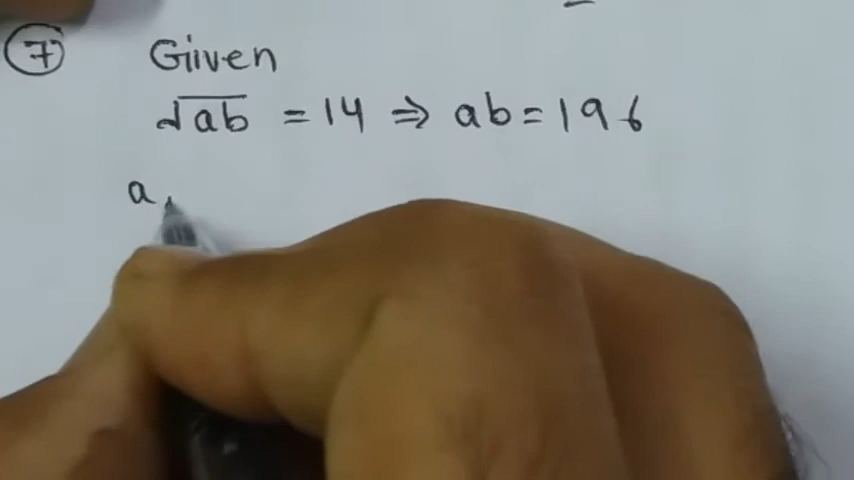 7 Given
√ab = 14 ⇒ ab = 196
a